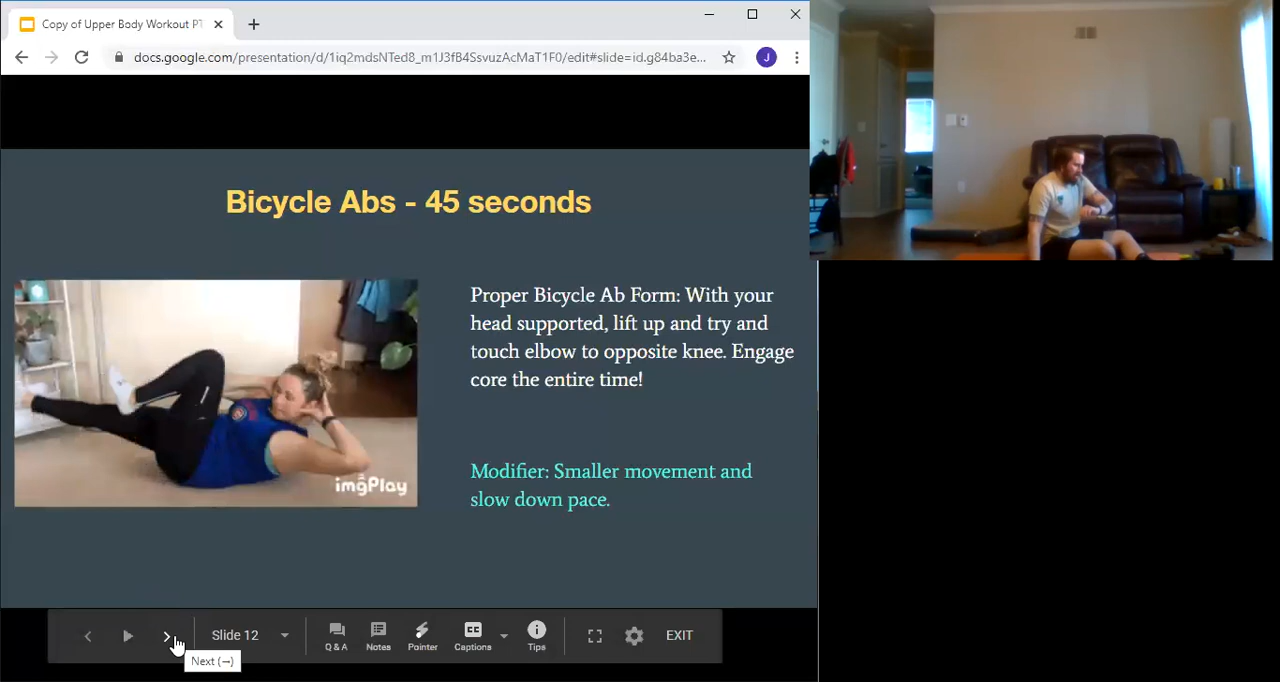 Copy of Upper Body Workout PT
docs.google.com/presentation/d/1iq2mdsNTed8_m1J3fB4SsvuzAcMaT1F0/edit#slide=id.g84ba3e...
J
Bicycle Abs - 45 seconds
Proper Bicycle Ab Form: With your
head supported, lift up and try and
touch elbow to opposite knee. Engage
core the entire time!
imgPlay
Modifier: Smaller movement and
slow down pace.
Slide 12
Q & A
Notes
Pointer
CC
Captions
Tips
EXIT
Next (→)